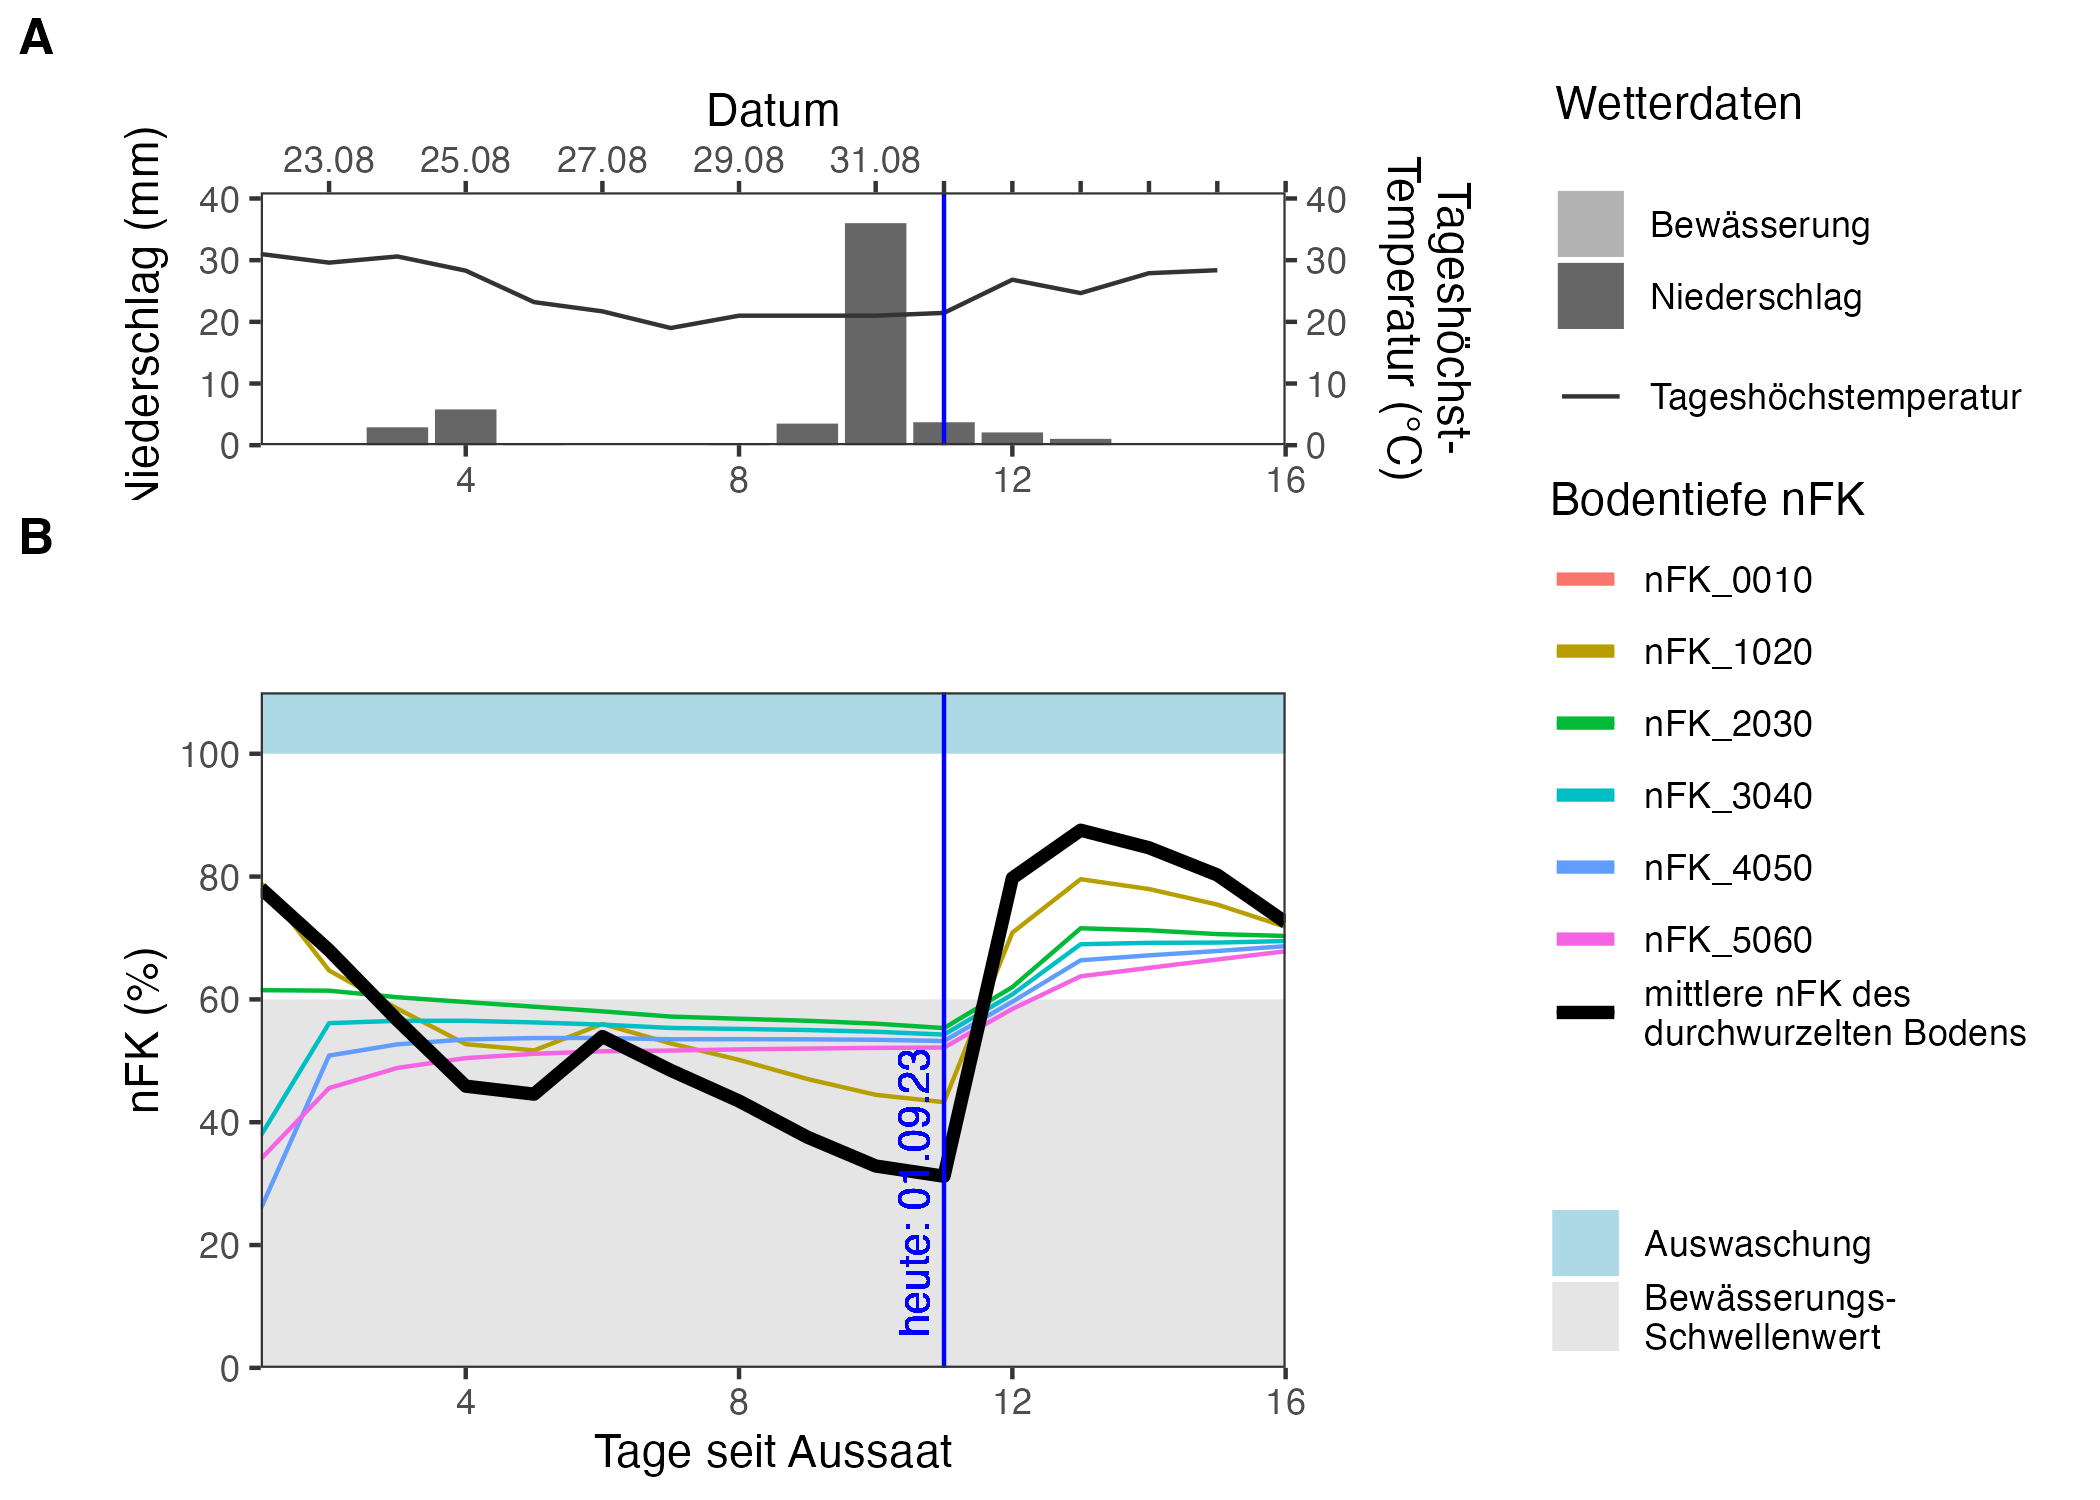 A
Datum
23.08 25.08 27.08 29.08 31.08
Niederschlag (mm)
40
30
20
10
0
40
30
20
10
0
Tageshöchst-
Temperatur (°C)
4 8 12 16
B
nFK (%)
100
80
60
40
20
0
heute: 01.09.23
4 8 12 16
Tage seit Aussaat
Wetterdaten
Bewässerung
Niederschlag
Tageshöchstemperatur
Bodentiefe nFK
nFK_0010
nFK_1020
nFK_2030
nFK_3040
nFK_4050
nFK_5060
mittlere nFK des
durchwurzelten Bodens
Auswaschung
Bewässerungs-
Schwellenwert